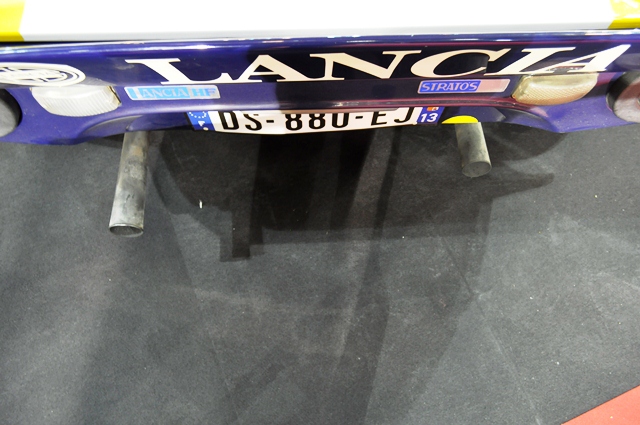 LANCIA
LANCIA HF
STRATOS
DS-880-EJ
13